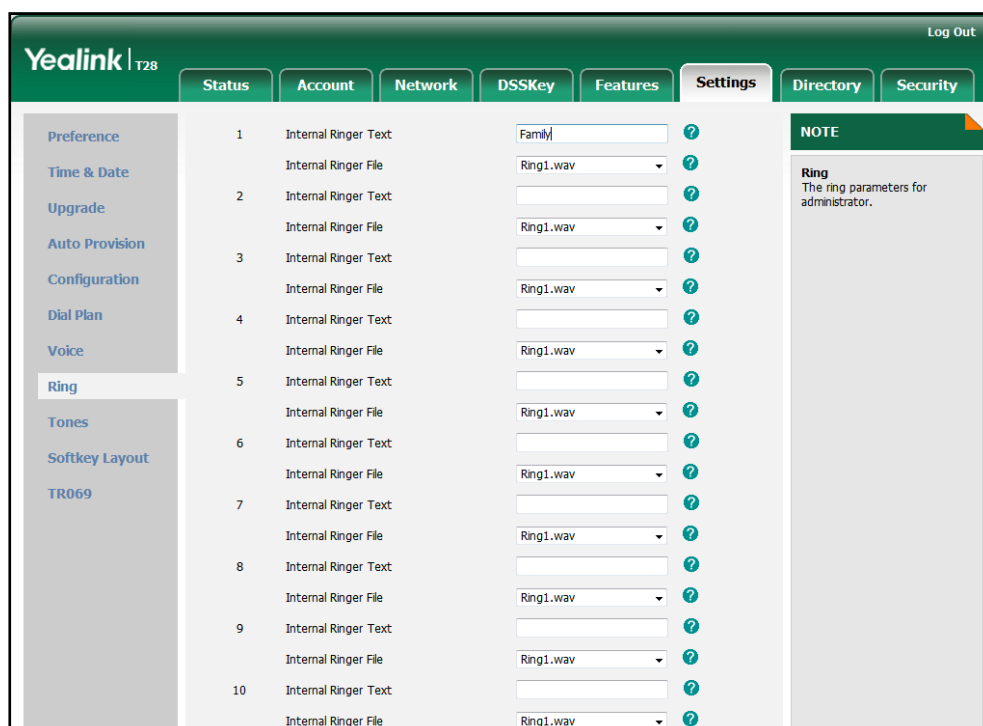 Log Out
Yealink | T28
Status Account Network DSSKey Features Settings Directory Security
Preference
Time & Date
Upgrade
Auto Provision
Configuration
Dial Plan
Voice
Ring
Tones
Softkey Layout
TR069
1 Internal Ringer Text Family ?
Internal Ringer File Ring1.wav ?
2 Internal Ringer Text ?
Internal Ringer File Ring1.wav ?
3 Internal Ringer Text ?
Internal Ringer File Ring1.wav ?
4 Internal Ringer Text ?
Internal Ringer File Ring1.wav ?
5 Internal Ringer Text ?
Internal Ringer File Ring1.wav ?
6 Internal Ringer Text ?
Internal Ringer File Ring1.wav ?
7 Internal Ringer Text ?
Internal Ringer File Ring1.wav ?
8 Internal Ringer Text ?
Internal Ringer File Ring1.wav ?
9 Internal Ringer Text ?
Internal Ringer File Ring1.wav ?
10 Internal Ringer Text ?
Internal Ringer File Ring1.wav ?
NOTE
Ring
The ring parameters for
administrator.